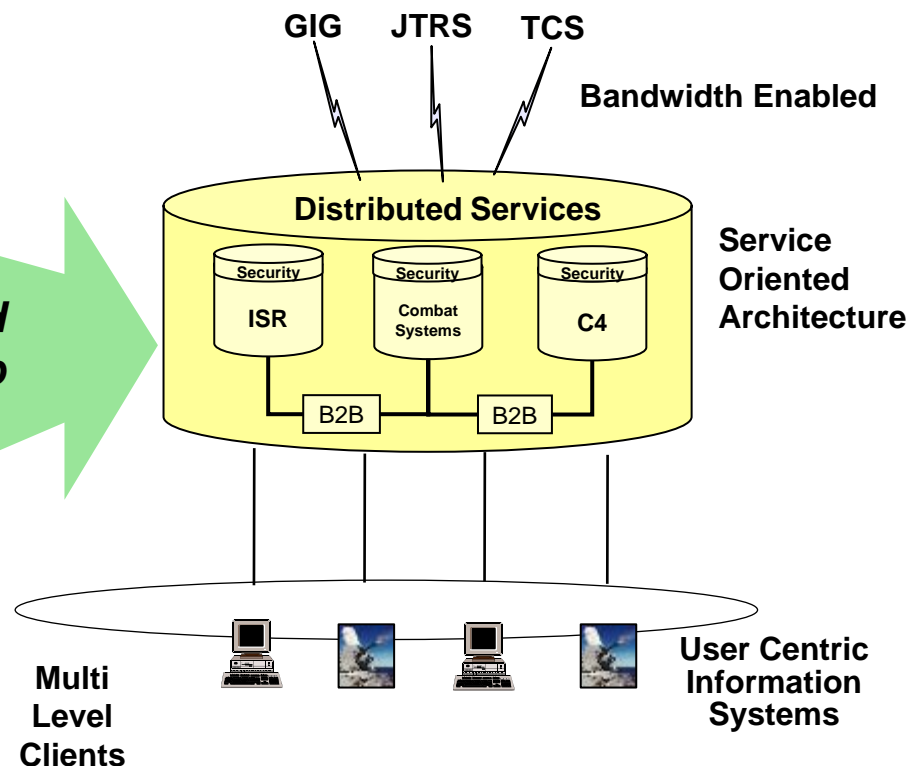 GIG JTRS TCS
Bandwidth Enabled
Distributed Services
Security Security Security
ISR
Combat
Systems
C4
B2B B2B
Service
Oriented
Architecture
Multi
Level
Clients
User Centric
Information
Systems